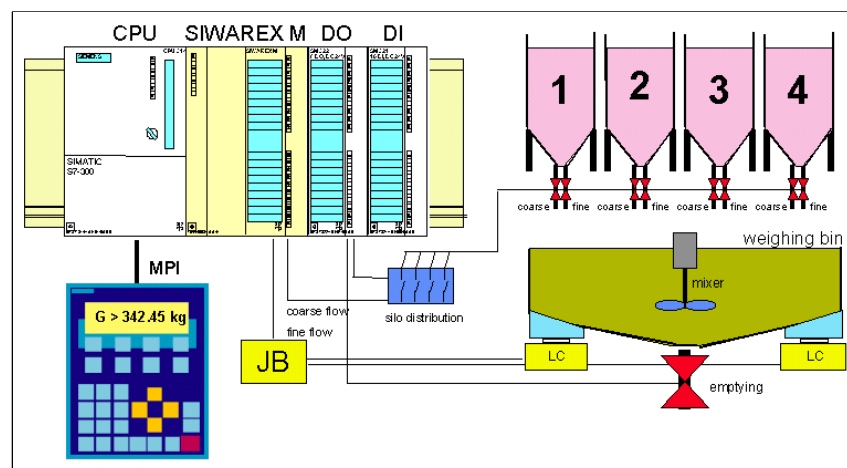 CPU SIWAREX M DO DI
SIEMENS
SIWAREX M
SIMATIC
S7-300
MPI
G > 342.45 kg
coarse flow
fine flow
JB
silo distribution
1 2 3 4
coarse fine coarse fine coarse fine coarse fine
weighing bin
mixer
LC LC
emptying